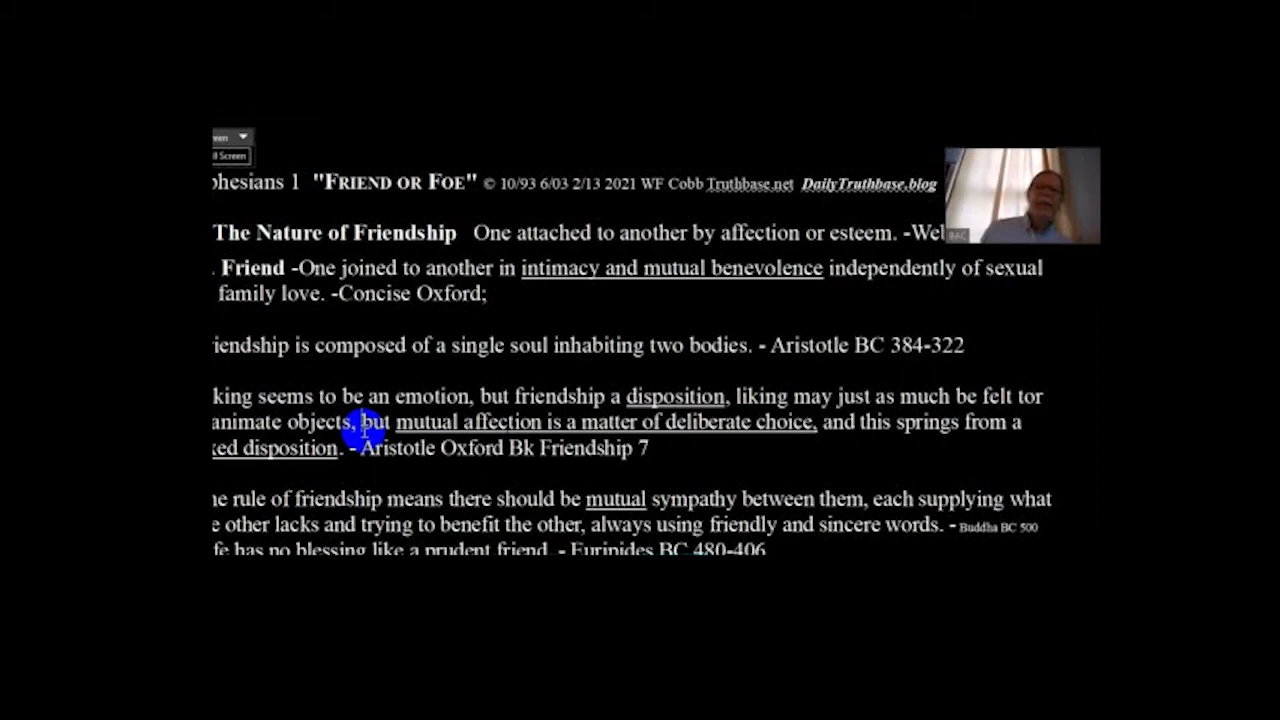 een
ll Screen
phesians 1 "FRIEND OR FOE" © 10/93 6/03 2/13 2021 WF Cobb Truthbase.net DailyTruthbase.blog
The Nature of Friendship One attached to another by affection or esteem. -Wel
. Friend -One joined to another in intimacy and mutual benevolence independently of sexual
family love. -Concise Oxford;
iendship is composed of a single soul inhabiting two bodies. - Aristotle BC 384-322
king seems to be an emotion, but friendship a disposition, liking may just as much be felt tor
animate objects, but mutual affection is a matter of deliberate choice, and this springs from a
xed disposition. - Aristotle Oxford Bk Friendship 7
he rule of friendship means there should be mutual sympathy between them, each supplying what
e other lacks and trying to benefit the other, always using friendly and sincere words. - Buddha BC 500
fe has no blessing like a prudent friend. - Euripides BC 480-406